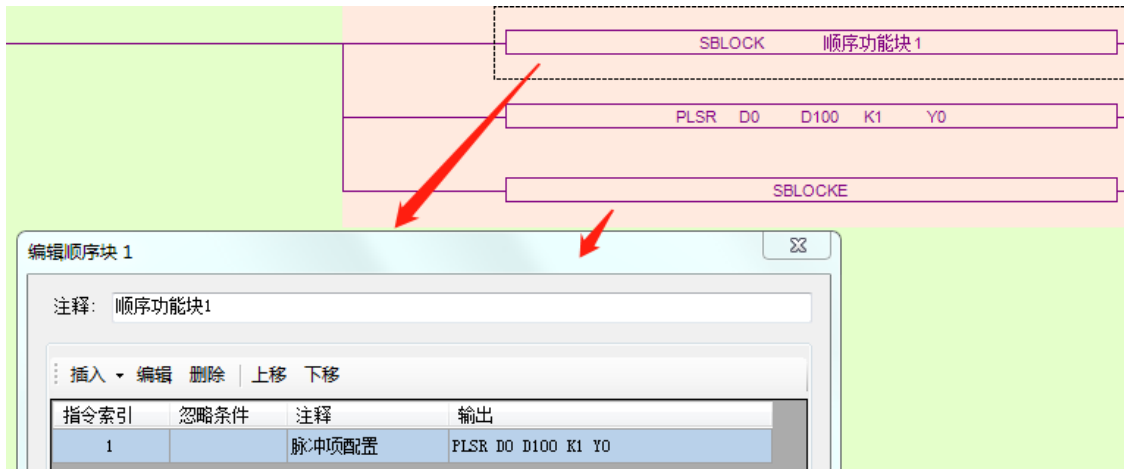 SBLOCK 顺序功能块1
PLSR D0 D100 K1 Y0
SBLOCKE
编辑顺序块 1
注释: 顺序功能块1
插入 编辑 删除 上移 下移
指令索引 忽略条件 注释 输出
1 脉冲项配置 PLSR D0 D100 K1 Y0